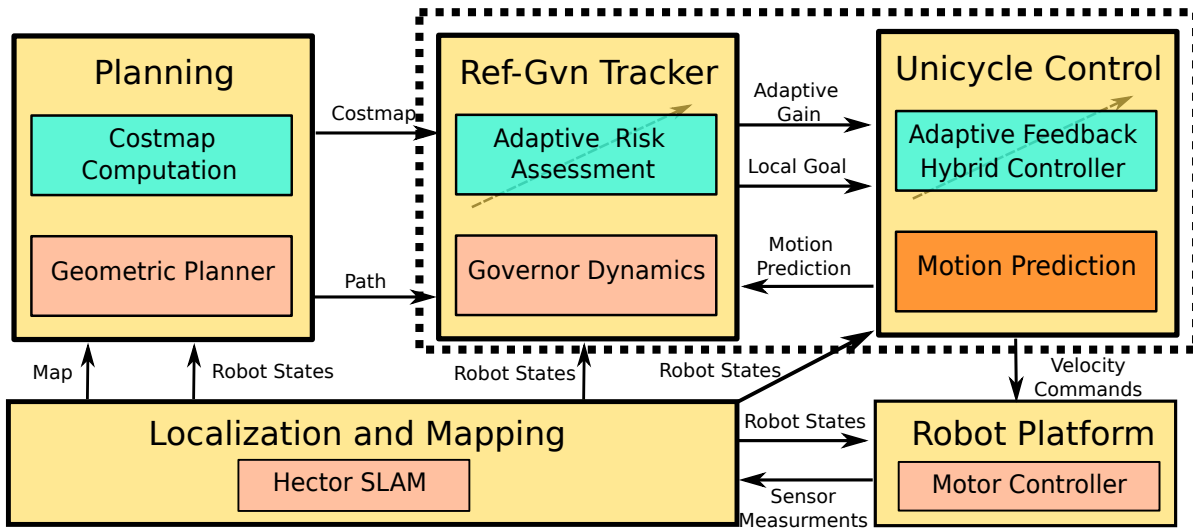 Planning
Costmap
Computation
Geometric Planner
Costmap
Path
Ref-Gvn Tracker
Adaptive Risk
Assessment
Governor Dynamics
Adaptive
Gain
Local Goal
Motion
Prediction
Unicycle Control
Adaptive Feedback
Hybrid Controller
Motion Prediction
Map
Robot States
Robot States
Robot States
Velocity
Commands
Localization and Mapping
Hector SLAM
Robot States
Sensor
Measurments
Robot Platform
Motor Controller